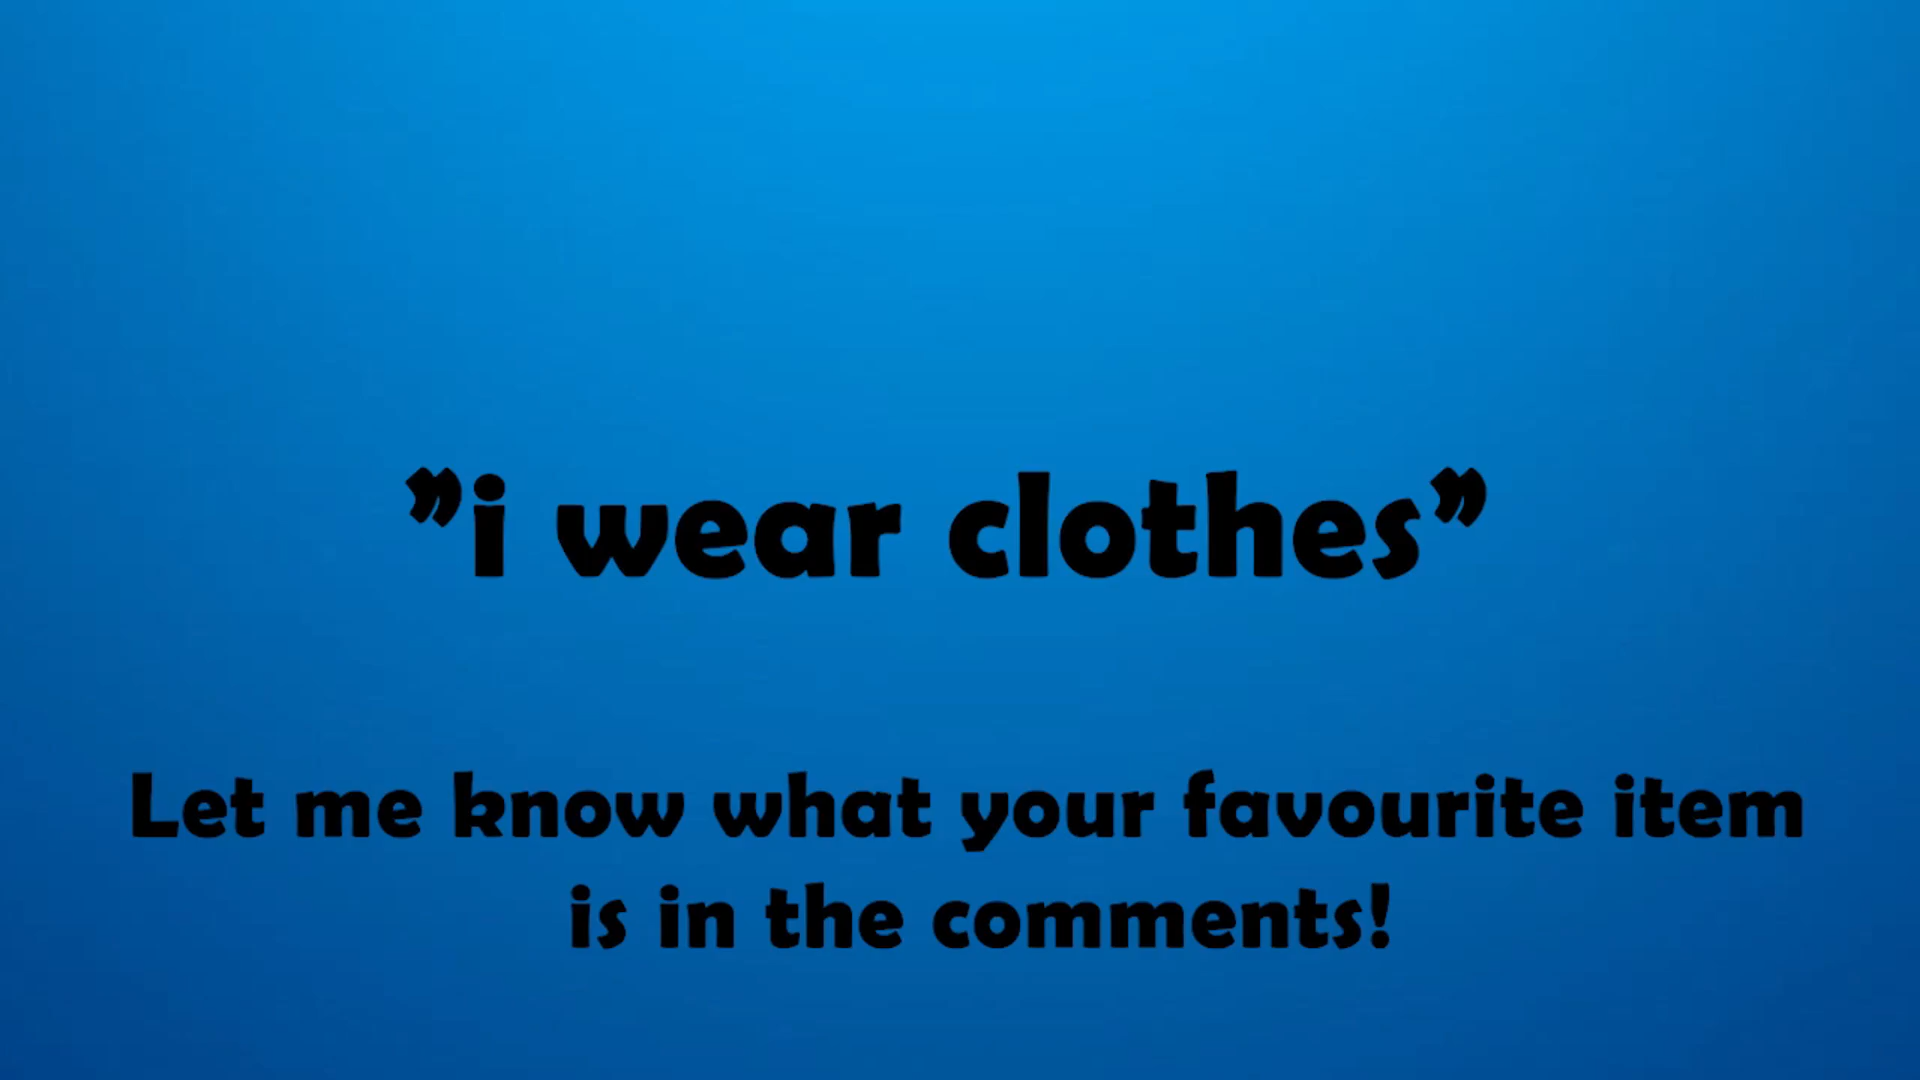 ”i wear clothes”
Let me know what your favourite item
is in the comments!